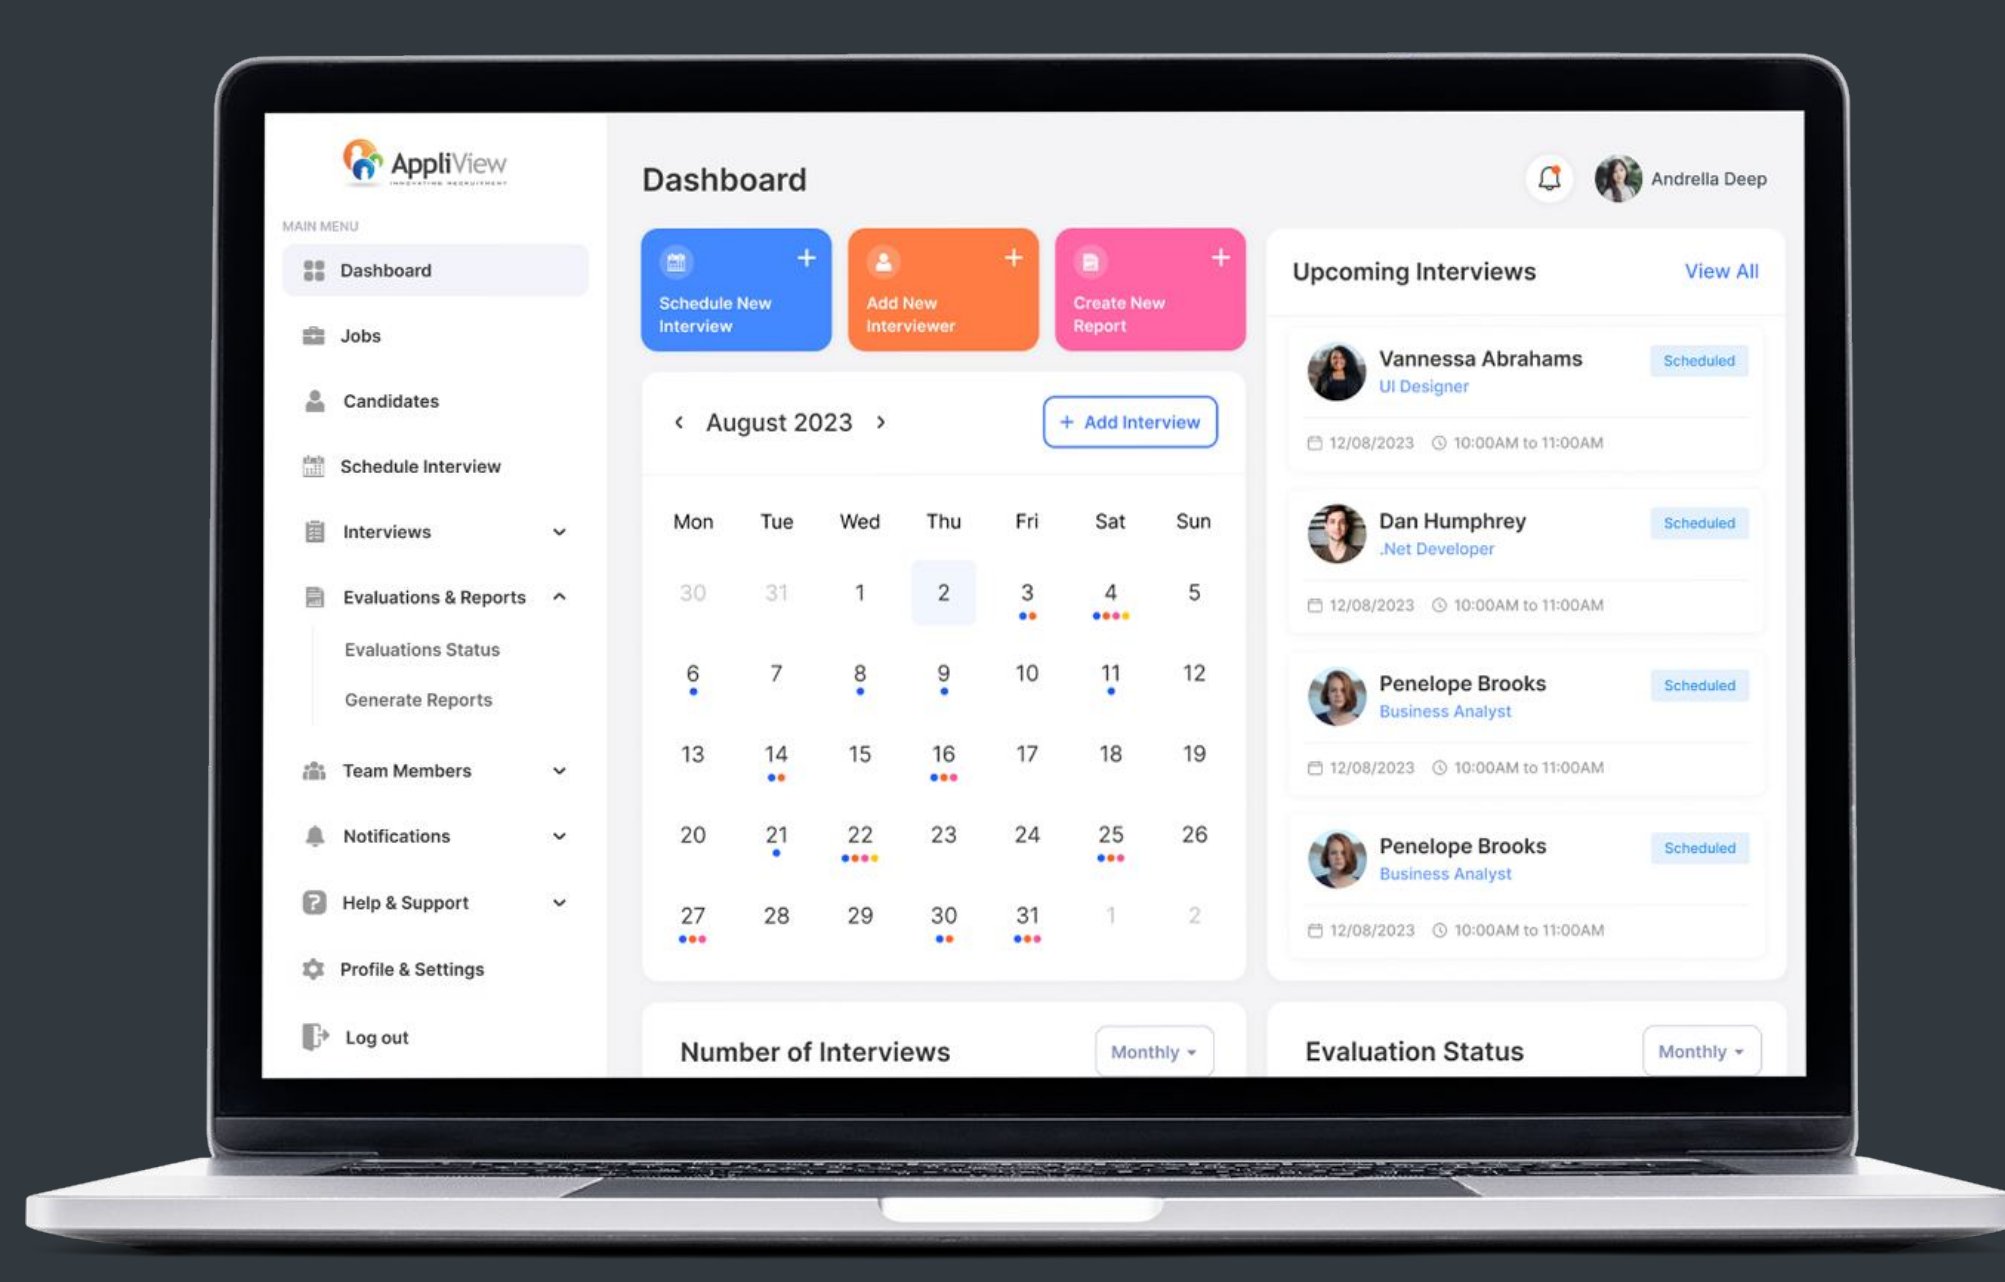 AppliView
INNOVATING RECRUITMENT
MAIN MENU
Dashboard
Jobs
Candidates
Schedule Interview
Interviews
Evaluations & Reports
Evaluations Status
Generate Reports
Team Members
Notifications
Help & Support
Profile & Settings
Log out
Dashboard
Andrella Deep
Schedule New
Interview
Add New
Interviewer
Create New
Report
August 2023
+ Add Interview
Mon Tue Wed Thu Fri Sat Sun
30 31 1 2 3 4 5
6 7 8 9 10 11 12
13 14 15 16 17 18 19
20 21 22 23 24 25 26
27 28 29 30 31 1 2
Upcoming Interviews View All
Vannessa Abrahams Scheduled
UI Designer
12/08/2023 10:00AM to 11:00AM
Dan Humphrey Scheduled
.Net Developer
12/08/2023 10:00AM to 11:00AM
Penelope Brooks Scheduled
Business Analyst
12/08/2023 10:00AM to 11:00AM
Penelope Brooks Scheduled
Business Analyst
12/08/2023 10:00AM to 11:00AM
Number of Interviews Monthly
Evaluation Status Monthly